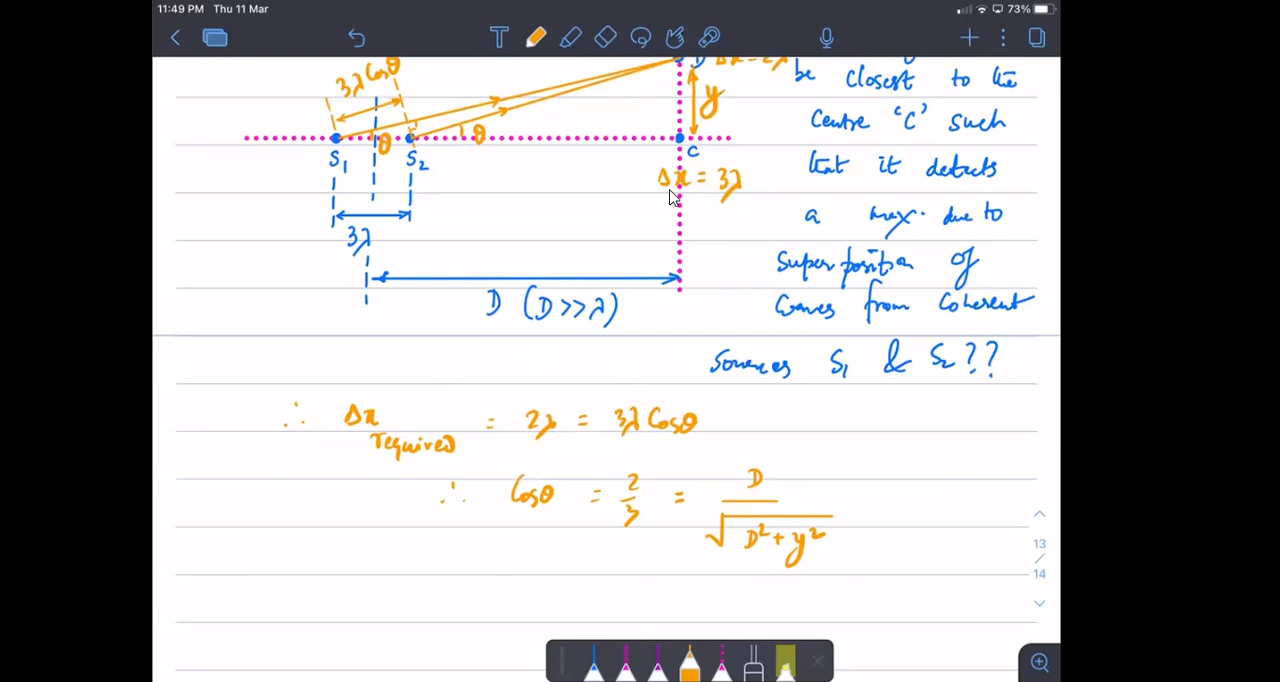 11:49 PM Thu 11 Mar
73%
T
3λ cosθ
Δx = 2λ
y
θ
θ
S1
S2
C
Δx = 3λ
3λ
D (D >> λ)
be closest to the
Centre 'C' such
that it detects
a max. due to
Superposition of
waves from Coherent
Sources S1 & S2 ??
∴ Δx required = 2λ = 3λ Cosθ
∴ Cosθ = 2/3 = D/√(D² + y²)
13
/
14